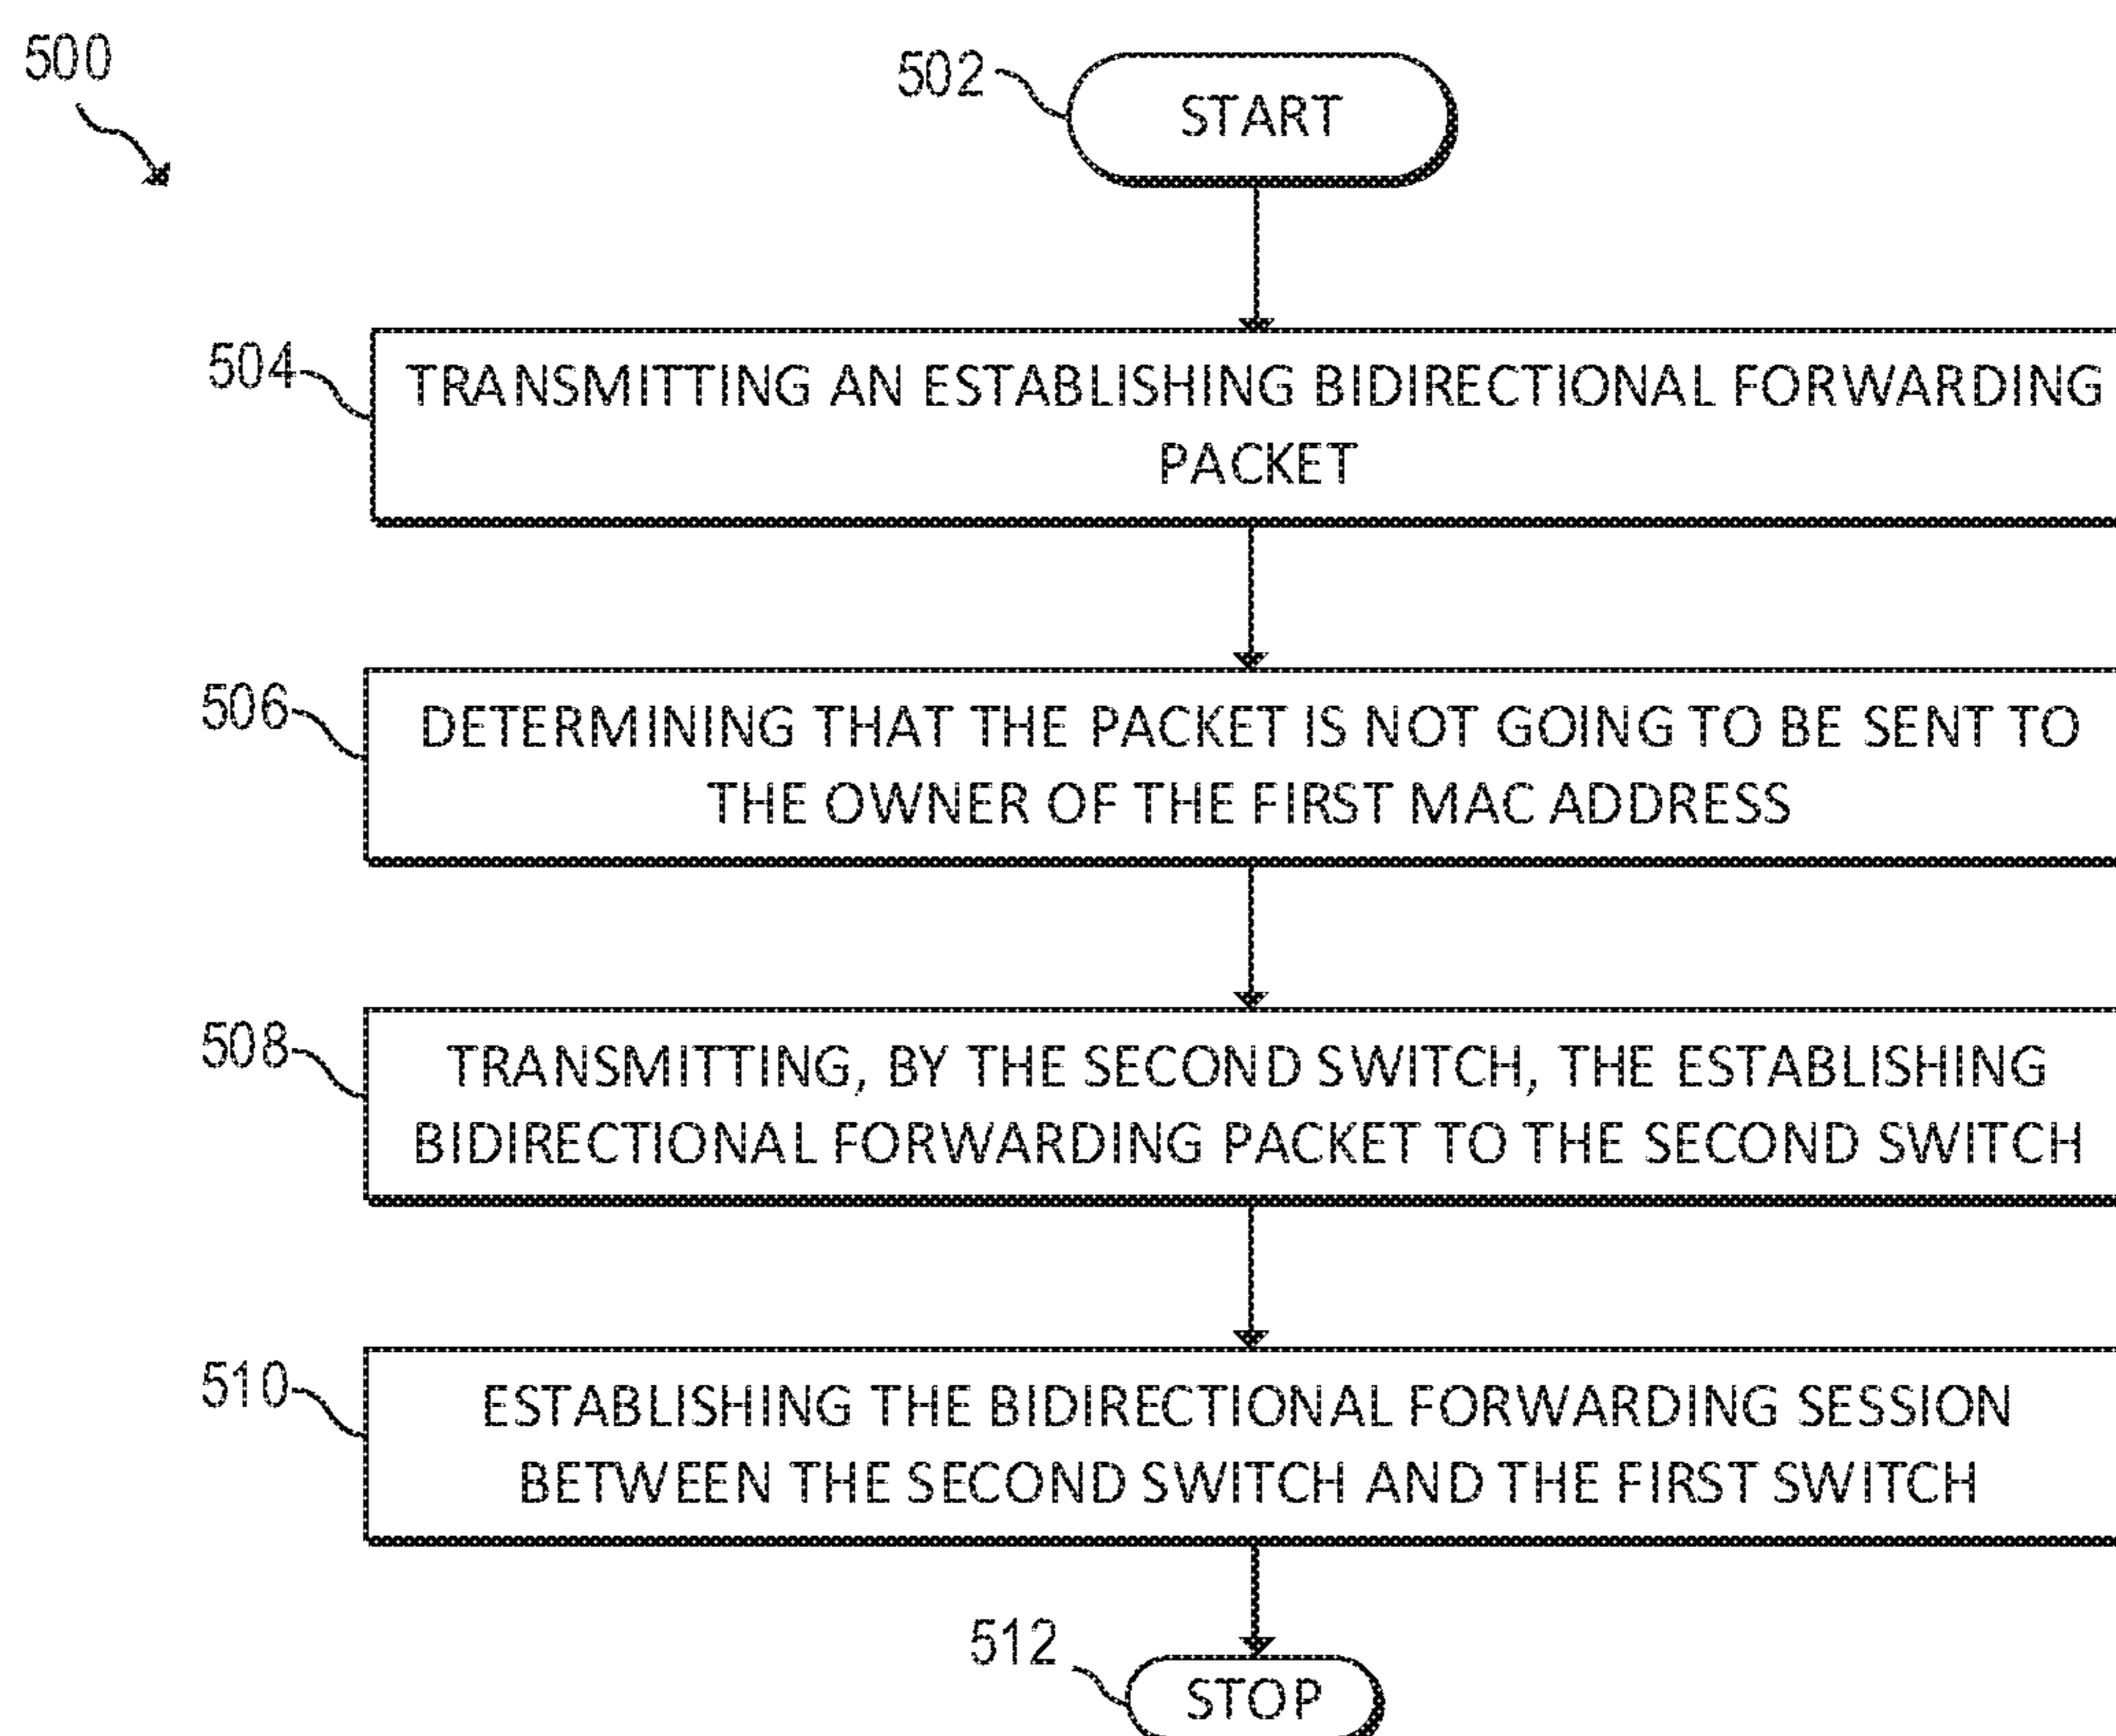 500
502
START
504
TRANSMITTING AN ESTABLISHING BIDIRECTIONAL FORWARDING
PACKET
506
DETERMINING THAT THE PACKET IS NOT GOING TO BE SENT TO
THE OWNER OF THE FIRST MAC ADDRESS
508
TRANSMITTING, BY THE SECOND SWITCH, THE ESTABLISHING
BIDIRECTIONAL FORWARDING PACKET TO THE SECOND SWITCH
510
ESTABLISHING THE BIDIRECTIONAL FORWARDING SESSION
BETWEEN THE SECOND SWITCH AND THE FIRST SWITCH
512
STOP